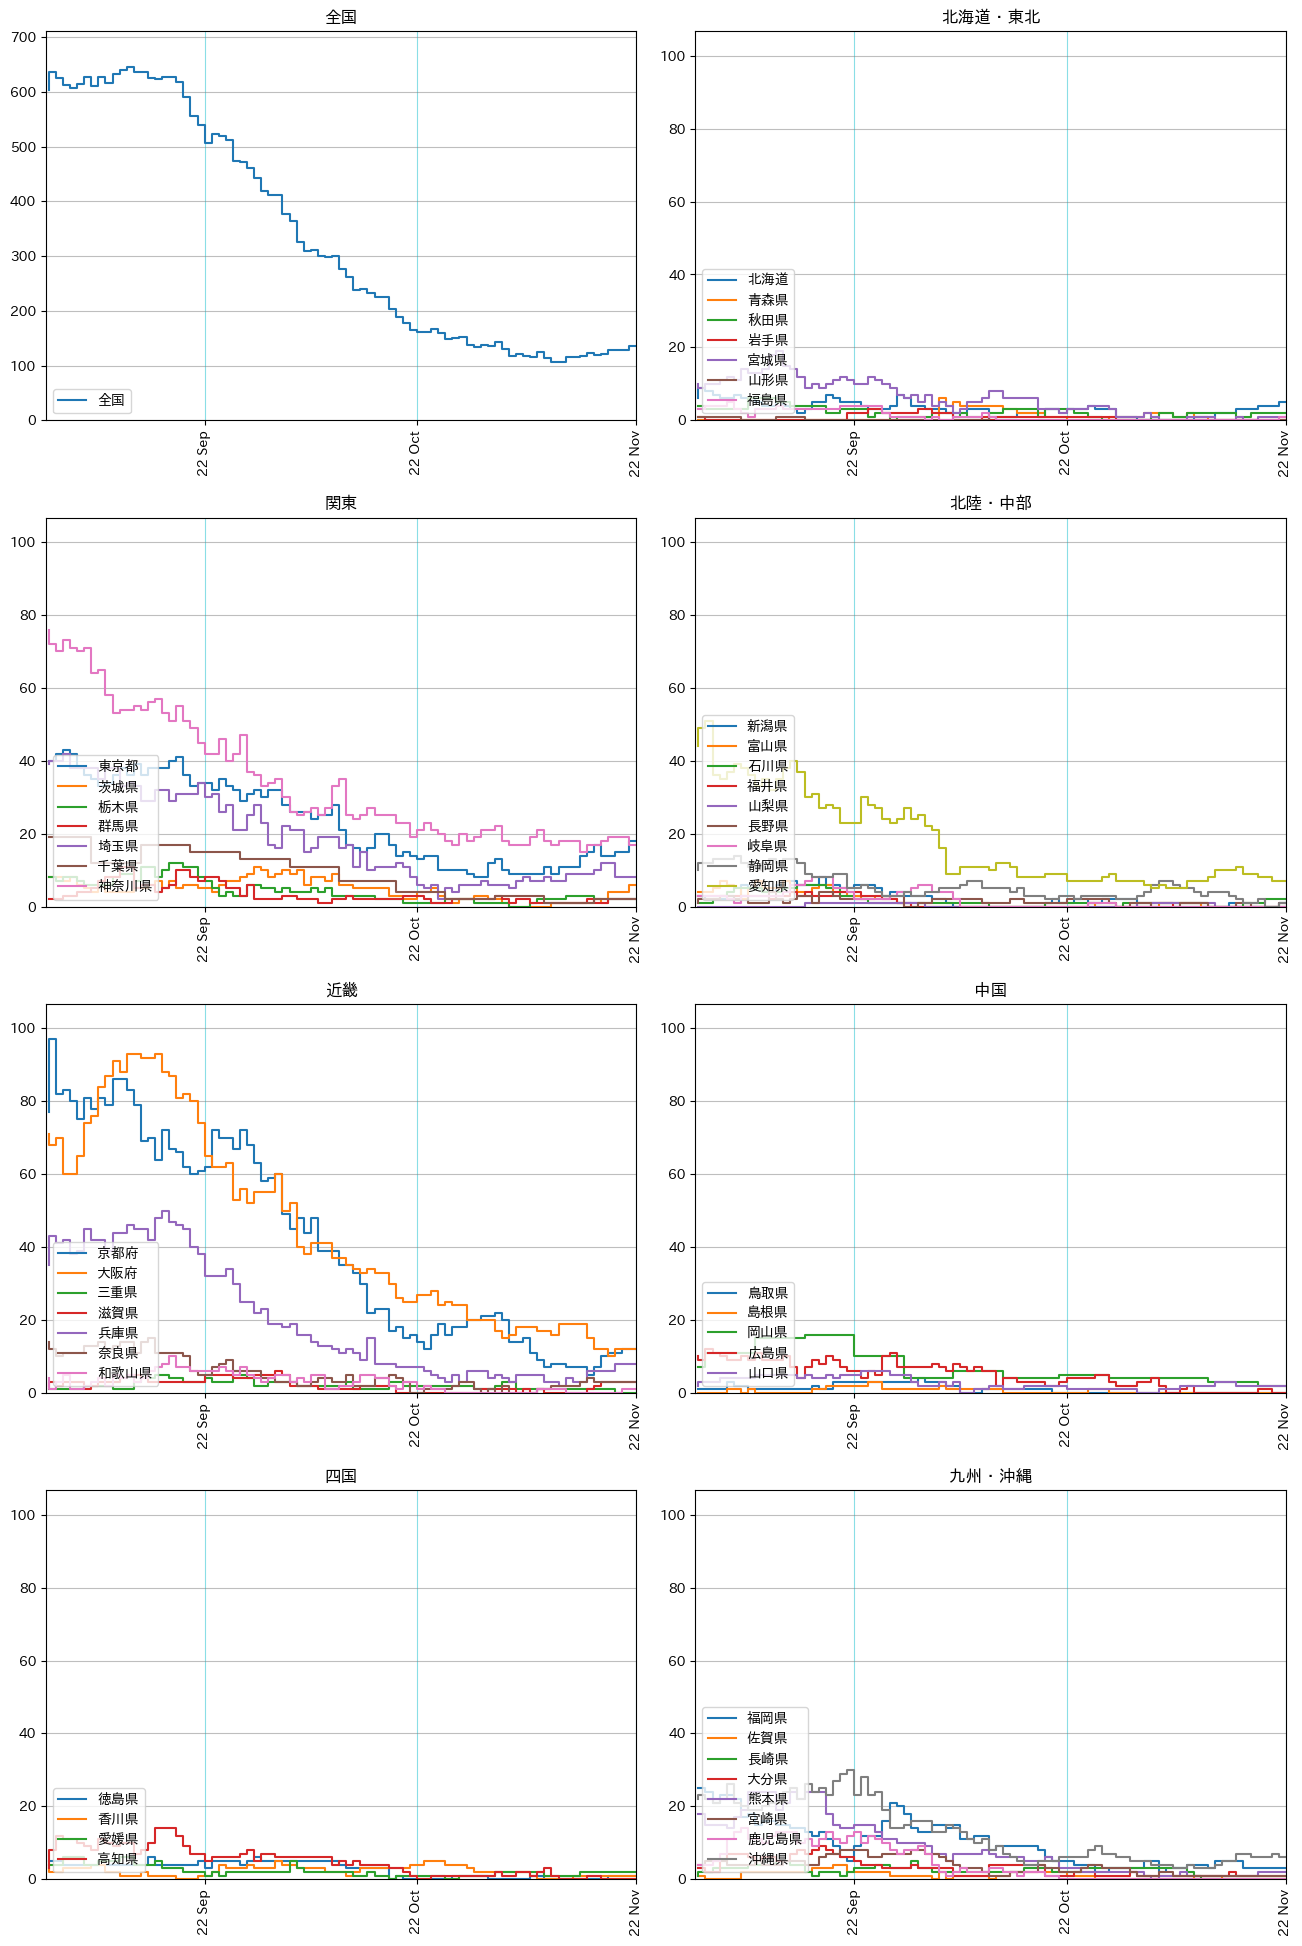 全国
700
600
500
400
300
200
100
0
全国
22 Sep
22 Oct
22 Nov
北海道・東北
100
80
60
40
20
0
北海道
青森県
秋田県
岩手県
宮城県
山形県
福島県
22 Sep
22 Oct
22 Nov
関東
100
80
60
40
20
0
東京都
茨城県
栃木県
群馬県
埼玉県
千葉県
神奈川県
22 Sep
22 Oct
22 Nov
北陸・中部
100
80
60
40
20
0
新潟県
富山県
石川県
福井県
山梨県
長野県
岐阜県
静岡県
愛知県
22 Sep
22 Oct
22 Nov
近畿
100
80
60
40
20
0
京都府
大阪府
三重県
滋賀県
兵庫県
奈良県
和歌山県
22 Sep
22 Oct
22 Nov
中国
100
80
60
40
20
0
鳥取県
島根県
岡山県
広島県
山口県
22 Sep
22 Oct
22 Nov
四国
100
80
60
40
20
0
徳島県
香川県
愛媛県
高知県
22 Sep
22 Oct
22 Nov
九州・沖縄
100
80
60
40
20
0
福岡県
佐賀県
長崎県
大分県
熊本県
宮崎県
鹿児島県
沖縄県
22 Sep
22 Oct
22 Nov